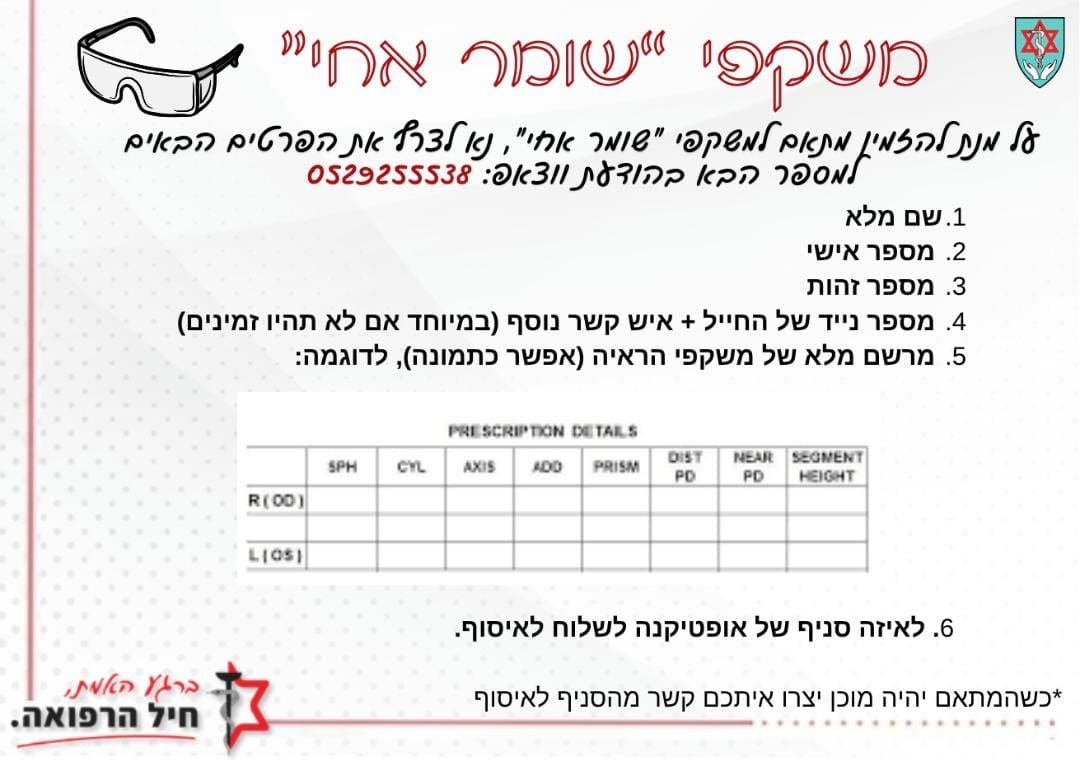 משקפי "שומר אחי"
על מנת להזמין מתאם למשקפי "שומר אחי", נא לצרף את הפרטים הבאים
למספר הבא בהודעת ווצאפ: 0529255538
1. שם מלא
2. מספר אישי
3. מספר זהות
4. מספר נייד של החייל + איש קשר נוסף (במיוחד אם לא תהיו זמינים)
5. מרשם מלא של משקפי הראיה (אפשר כתמונה), לדוגמה:
PRESCRIPTION DETAILS
SPH CYL AXIS ADD PRISM DIST PD NEAR PD SEGMENT HEIGHT
R(OD)
L(OS)
6. לאיזה סניף של אופטיקנה לשלוח לאיסוף.
*כשהמתאם יהיה מוכן יצרו איתכם קשר מהסניף לאיסוף
ברגע האמת,
חיל הרפואה.